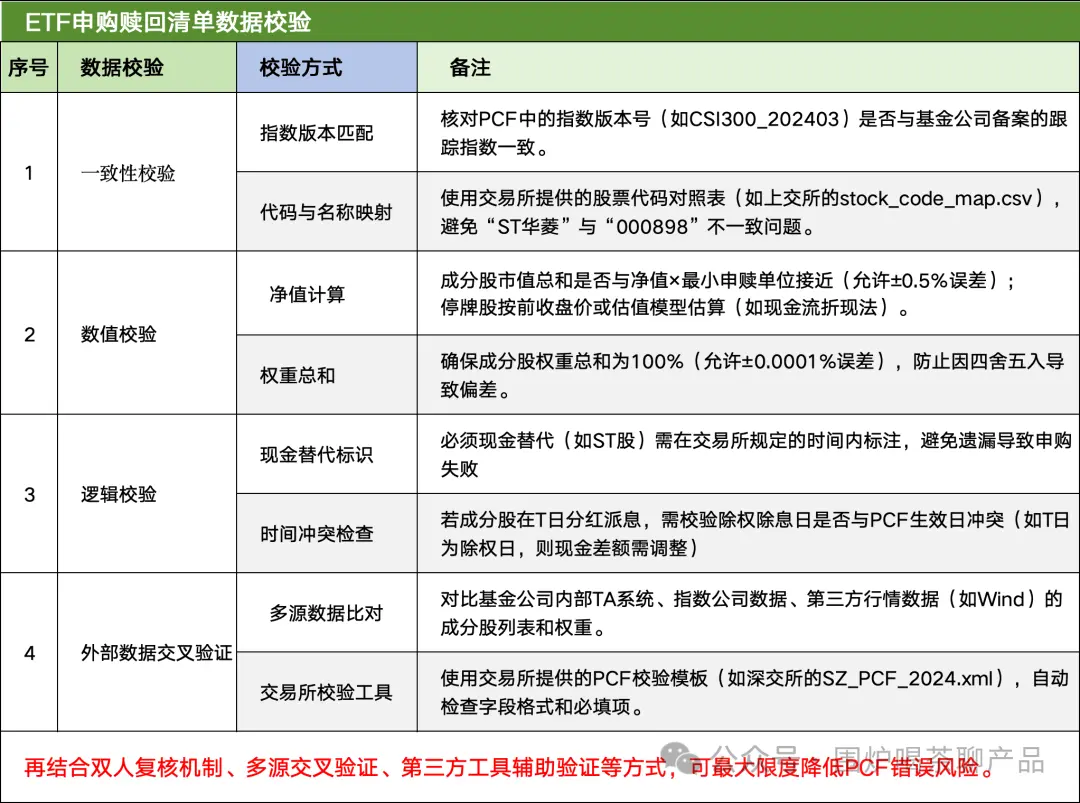 ETF申购赎回清单数据校验
序号 数据校验 校验方式 备注
1 一致性校验
指数版本匹配
核对PCF中的指数版本号（如CSI300_202403）是否与基金公司备案的跟
踪指数一致。
代码与名称映射
使用交易所提供的股票代码对照表（如上交所的stock_code_map.csv），
避免“ST华菱”与“000898”不一致问题。
2 数值校验
净值计算
成分股市值总和是否与净值×最小申赎单位接近（允许±0.5%误差）；
停牌股按前收盘价或估值模型估算（如现金流折现法）。
权重总和
确保成分股权重总和为100%（允许±0.0001%误差），防止因四舍五入导
致偏差。
3 逻辑校验
现金替代标识
必须现金替代（如ST股）需在交易所规定的时间内标注，避免遗漏导致申购
失败
时间冲突检查
若成分股在T日分红派息，需校验除权除息日是否与PCF生效日冲突（如T日
为除权日，则现金差额需调整）
4 外部数据交叉验证
多源数据比对
对比基金公司内部TA系统、指数公司数据、第三方行情数据（如Wind）的
成分股列表和权重。
交易所校验工具
使用交易所提供的PCF校验模板（如深交所的SZ_PCF_2024.xml），自动
检查字段格式和必填项。
再结合双人复核机制、多源交叉验证、第三方工具辅助验证等方式，可最大限度降低PCF错误风险。
公众号 围炉喝茶聊产品